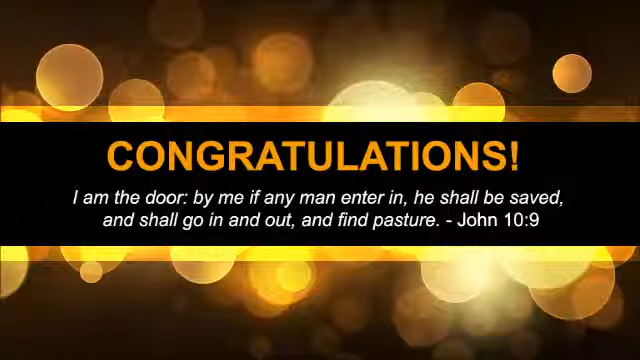 CONGRATULATIONS!
I am the door: by me if any man enter in, he shall be saved,
and shall go in and out, and find pasture. - John 10:9